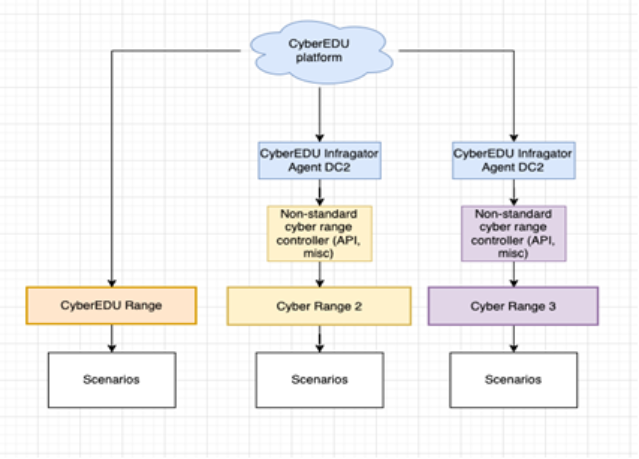 CyberEDU
platform
CyberEDU Infragator
Agent DC2
CyberEDU Infragator
Agent DC2
Non-standard
cyber range
controller (API,
misc)
Non-standard
cyber range
controller (API,
misc)
CyberEDU Range
Cyber Range 2
Cyber Range 3
Scenarios
Scenarios
Scenarios